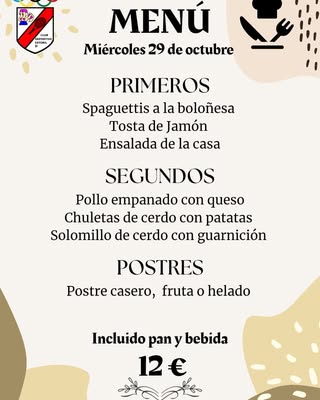 MENÚ
Miércoles 29 de octubre
PRIMEROS
Spaguettis a la boloñesa
Tosta de Jamón
Ensalada de la casa
SEGUNDOS
Pollo empanado con queso
Chuletas de cerdo con patatas
Solomillo de cerdo con guarnición
POSTRES
Postre casero, fruta o helado
Incluido pan y bebida
12 €